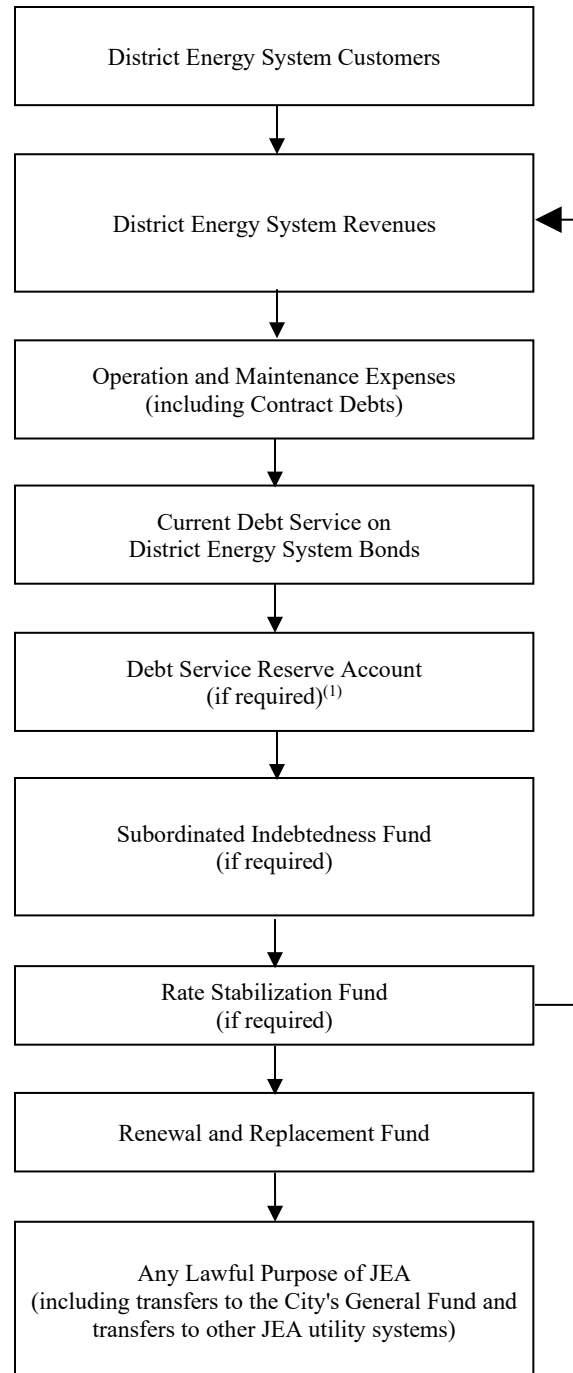 District Energy System Customers
District Energy System Revenues
Operation and Maintenance Expenses
(including Contract Debts)
Current Debt Service on
District Energy System Bonds
Debt Service Reserve Account
(if required)(1)
Subordinated Indebtedness Fund
(if required)
Rate Stabilization Fund
(if required)
Renewal and Replacement Fund
Any Lawful Purpose of JEA
(including transfers to the City's General Fund and
transfers to other JEA utility systems)